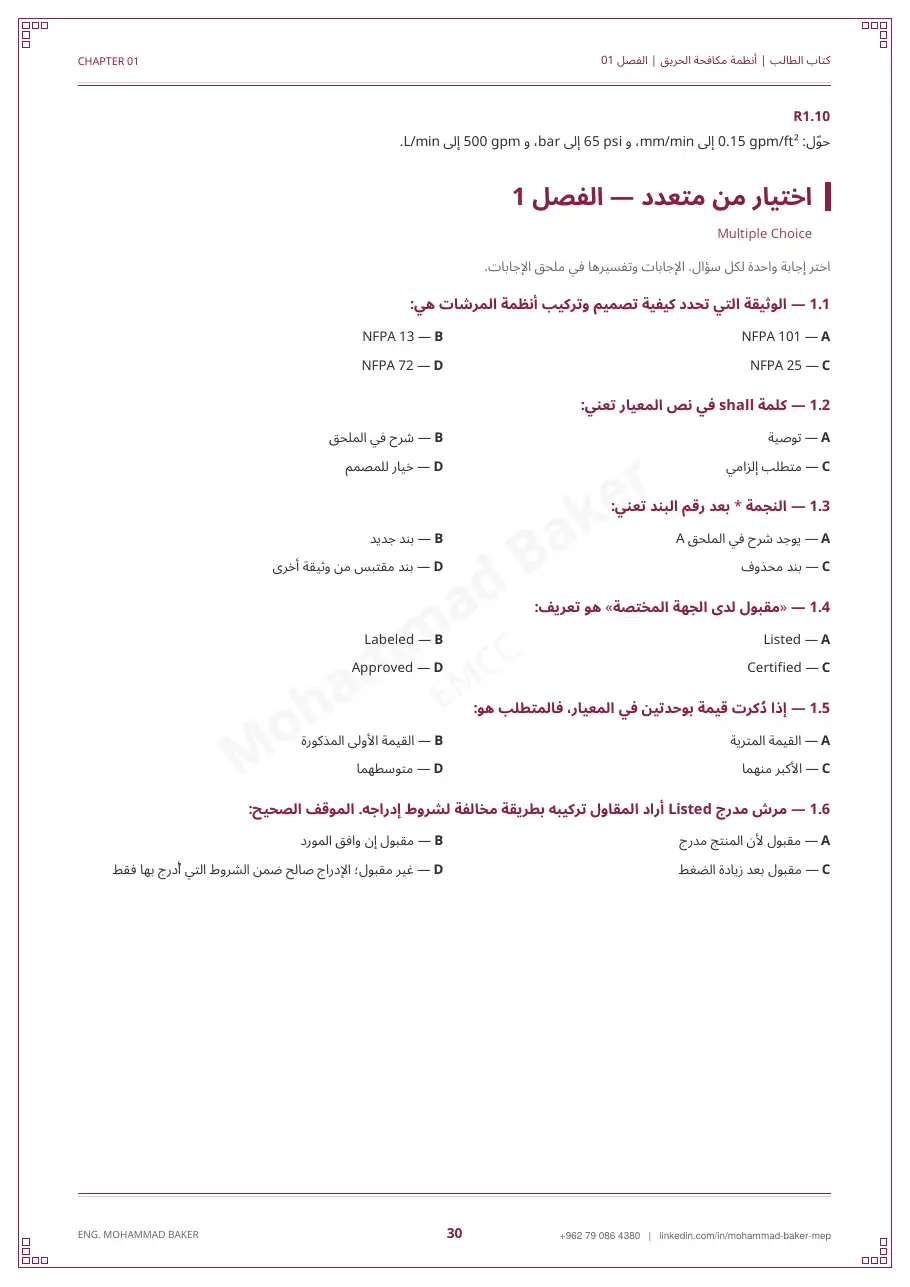 كتاب الطالب | أنظمة مكافحة الحريق | الفصل 01
CHAPTER 01
R1.10
حوّل: 0.15 gpm/ft² إلى mm/min، و 65 psi إلى bar، و 500 gpm إلى L/min.
اختيار من متعدد — الفصل 1
Multiple Choice
اختر إجابة واحدة لكل سؤال. الإجابات وتفسيرها في ملحق الإجابات.
1.1 — الوثيقة التي تحدد كيفية تصميم وتركيب أنظمة المرشات هي:
A — NFPA 101
B — NFPA 13
C — NFPA 25
D — NFPA 72
1.2 — كلمة shall في نص المعيار تعني:
A — توصية
B — شرح في الملحق
C — متطلب إلزامي
D — خيار للمصمم
1.3 — النجمة * بعد رقم البند تعني:
A — يوجد شرح في الملحق A
B — بند جديد
C — بند محذوف
D — بند مقتبس من وثيقة أخرى
1.4 — «مقبول لدى الجهة المختصة» هو تعريف:
A — Listed
B — Labeled
C — Certified
D — Approved
1.5 — إذا ذُكرت قيمة بوحدتين في المعيار، فالمتطلب هو:
A — القيمة المترية
B — القيمة الأولى المذكورة
C — الأكبر منهما
D — متوسطهما
1.6 — مرش مدرج Listed أراد المقاول تركيبه بطريقة مخالفة لشروط إدراجه. الموقف الصحيح:
A — مقبول لأن المنتج مدرج
B — مقبول إن وافق المورد
C — مقبول بعد زيادة الضغط
D — غير مقبول؛ الإدراج صالح ضمن الشروط التي أُدرج بها فقط
Mohammad Baker
EMCC
ENG. MOHAMMAD BAKER
30
+962 79 086 4380 | linkedin.com/in/mohammad-baker-mep